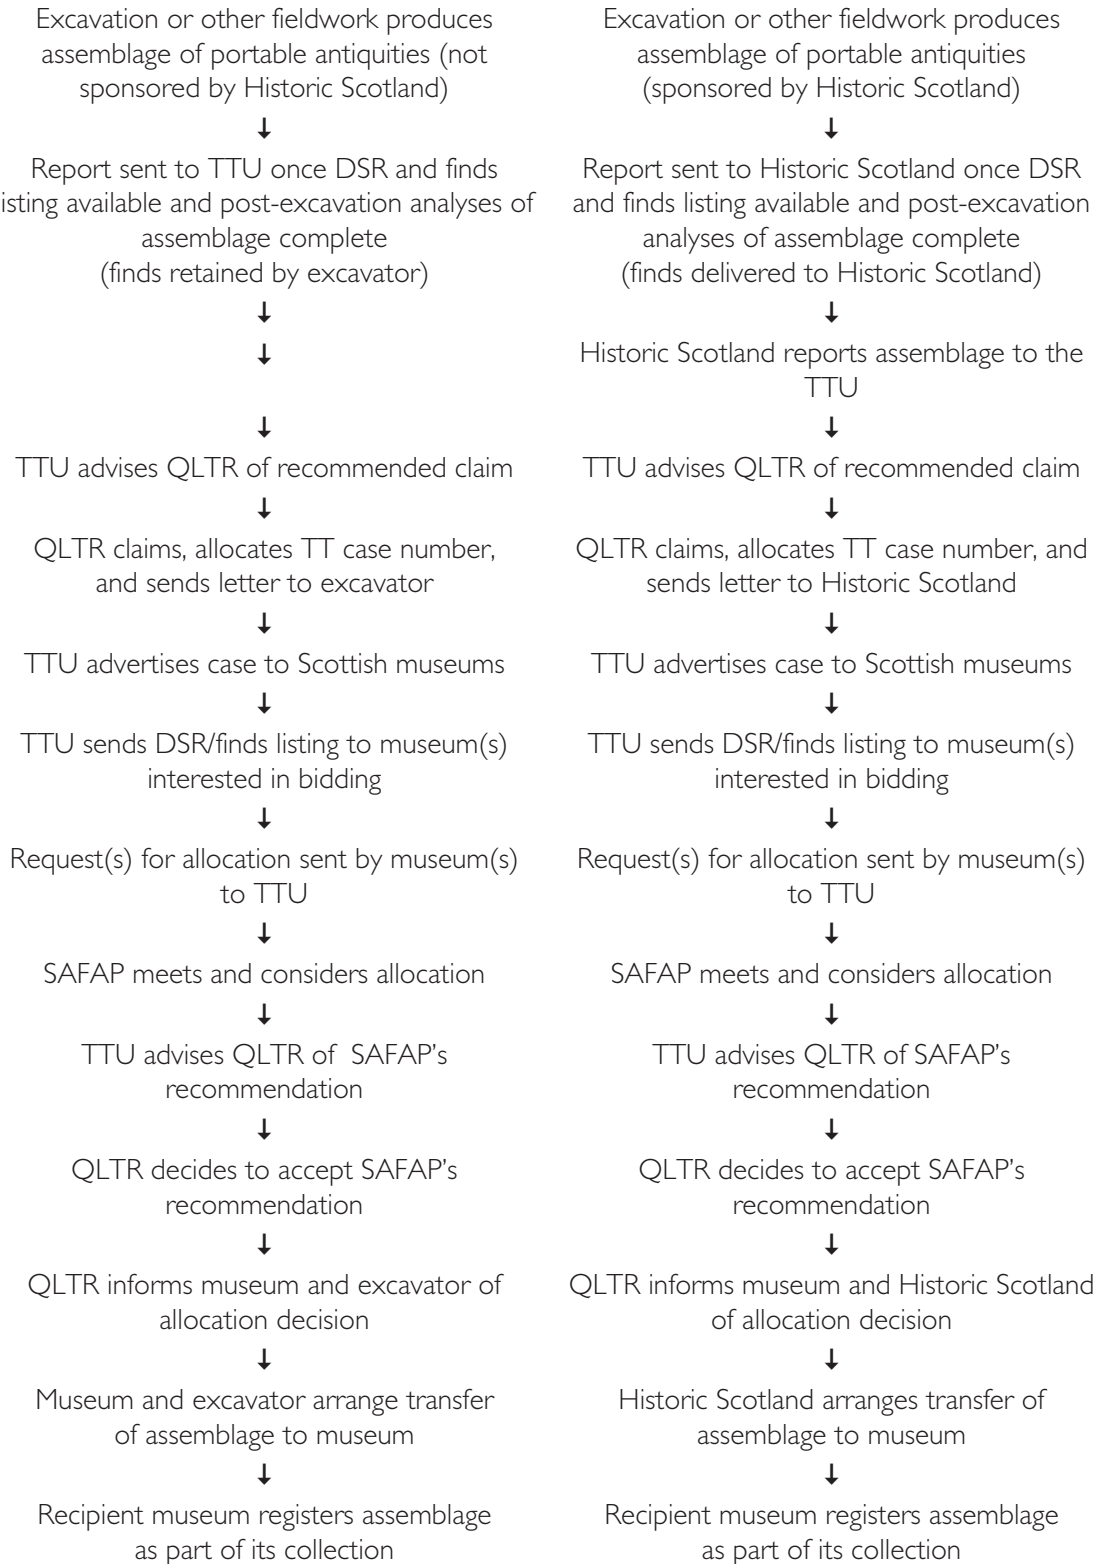 Excavation or other fieldwork produces
assemblage of portable antiquities (not
sponsored by Historic Scotland)
↓
Report sent to TTU once DSR and finds
isting available and post-excavation analyses of
assemblage complete
(finds retained by excavator)
↓
↓
↓
TTU advises QLTR of recommended claim
↓
QLTR claims, allocates TT case number,
and sends letter to excavator
↓
TTU advertises case to Scottish museums
↓
TTU sends DSR/finds listing to museum(s)
interested in bidding
↓
Request(s) for allocation sent by museum(s)
to TTU
↓
SAFAP meets and considers allocation
↓
TTU advises QLTR of SAFAP's
recommendation
↓
QLTR decides to accept SAFAP's
recommendation
↓
QLTR informs museum and excavator of
allocation decision
↓
Museum and excavator arrange transfer
of assemblage to museum
↓
Recipient museum registers assemblage
as part of its collection
Excavation or other fieldwork produces
assemblage of portable antiquities
(sponsored by Historic Scotland)
↓
Report sent to Historic Scotland once DSR
and finds listing available and post-excavation
analyses of assemblage complete
(finds delivered to Historic Scotland)
↓
Historic Scotland reports assemblage to the
TTU
↓
TTU advises QLTR of recommended claim
↓
QLTR claims, allocates TT case number, and
sends letter to Historic Scotland
↓
TTU advertises case to Scottish museums
↓
TTU sends DSR/finds listing to museum(s)
interested in bidding
↓
Request(s) for allocation sent by museum(s)
to TTU
↓
SAFAP meets and considers allocation
↓
TTU advises QLTR of SAFAP's
recommendation
↓
QLTR decides to accept SAFAP's
recommendation
↓
QLTR informs museum and Historic Scotland
of allocation decision
↓
Historic Scotland arranges transfer of
assemblage to museum
↓
Recipient museum registers assemblage
as part of its collection